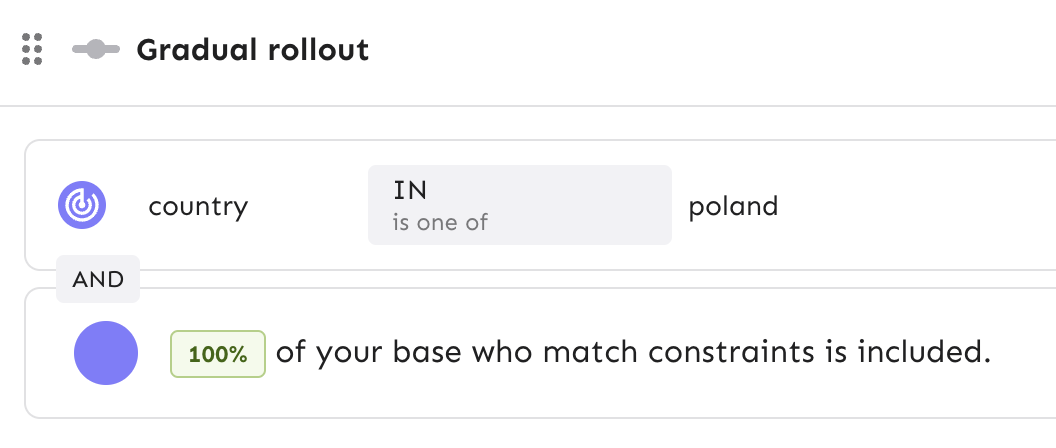 Gradual rollout
country
IN
is one of
poland
AND
100% of your base who match constraints is included.